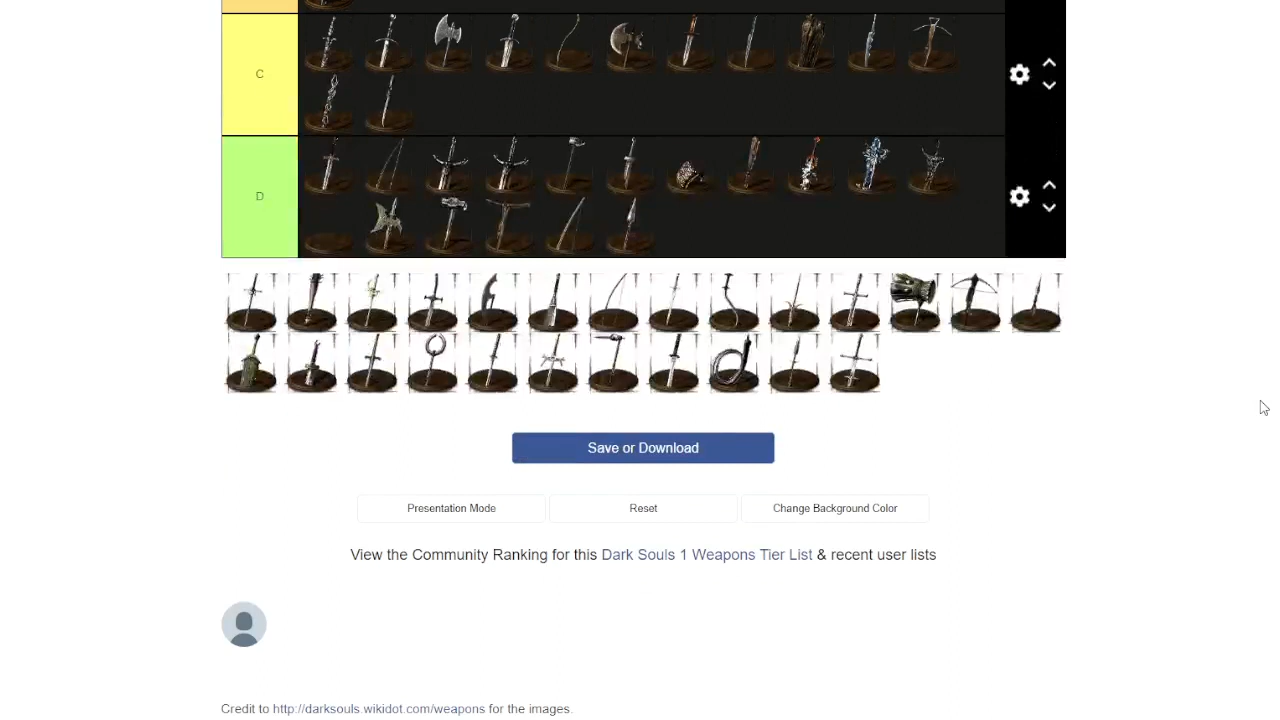 C
D
Save or Download
Presentation Mode
Reset
Change Background Color
View the Community Ranking for this Dark Souls 1 Weapons Tier List & recent user lists
Credit to http://darksouls.wikidot.com/weapons for the images.